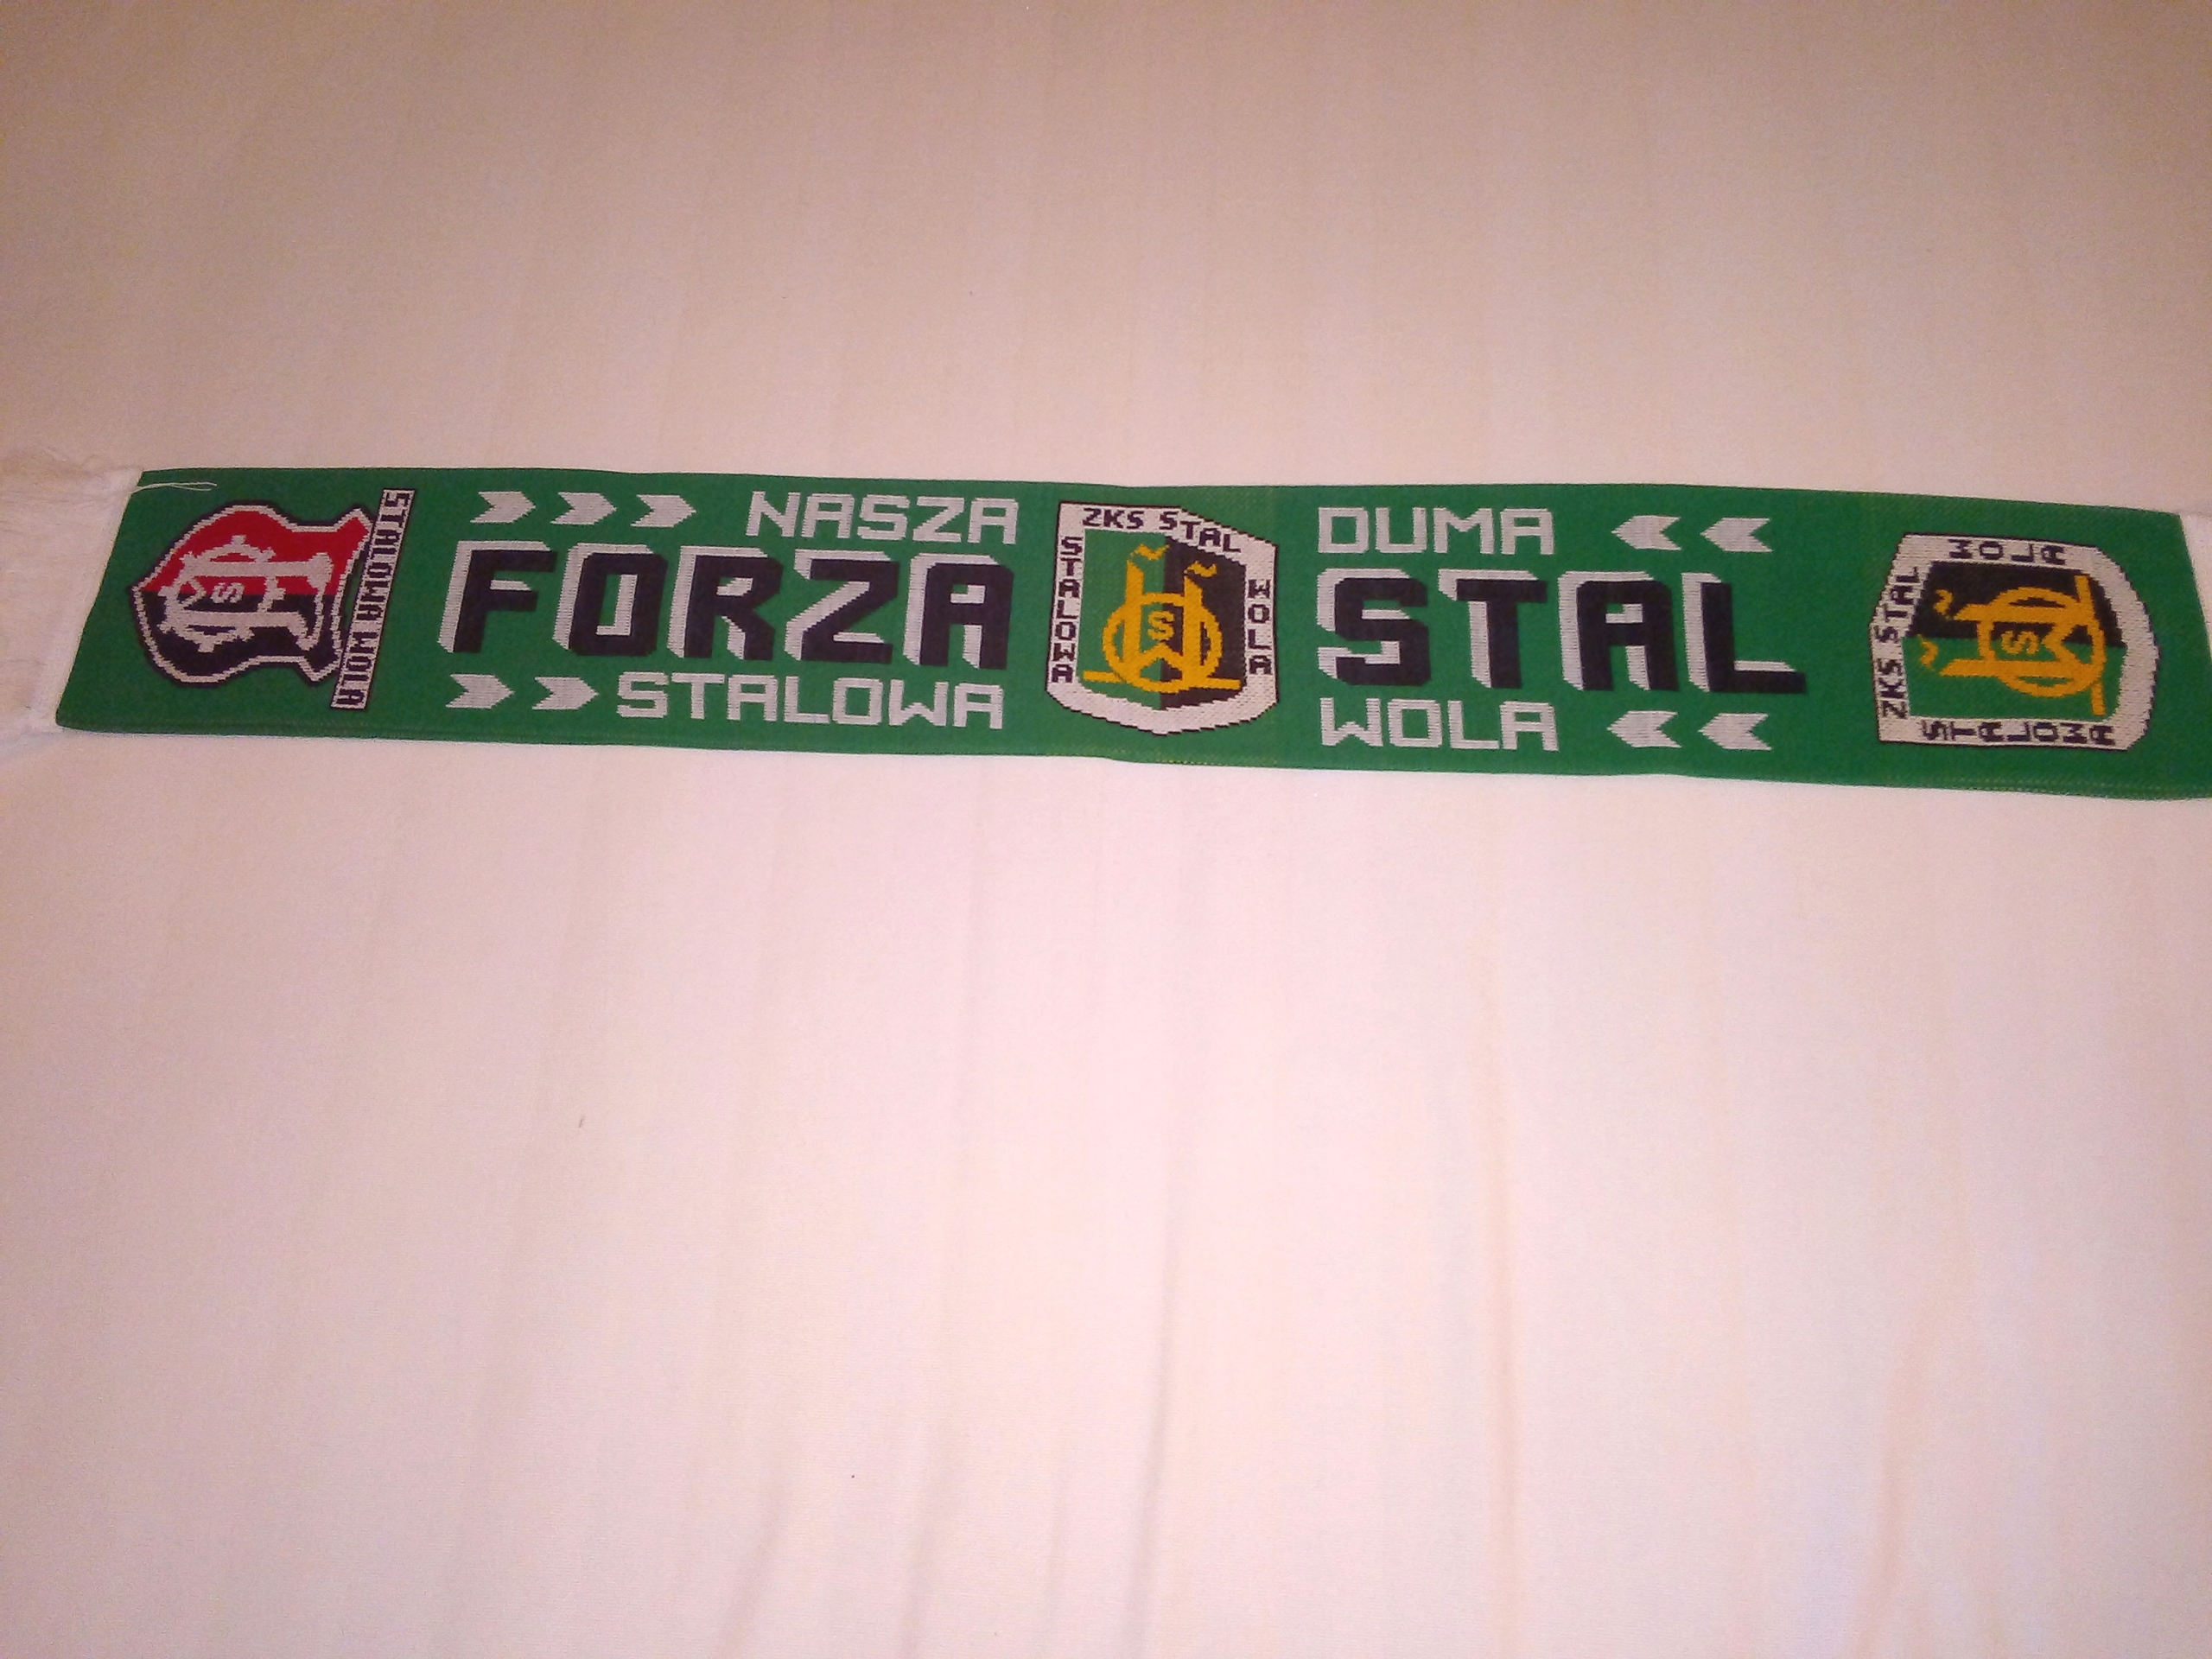 STALOWA WOLA
>>> NASZA DUMA <<
FORZA STAL
>> STALOWA WOLA <<
ZKS STAL
STALOWA
WOLA
S
ZKS STAL
STALOWA
WOLA
S